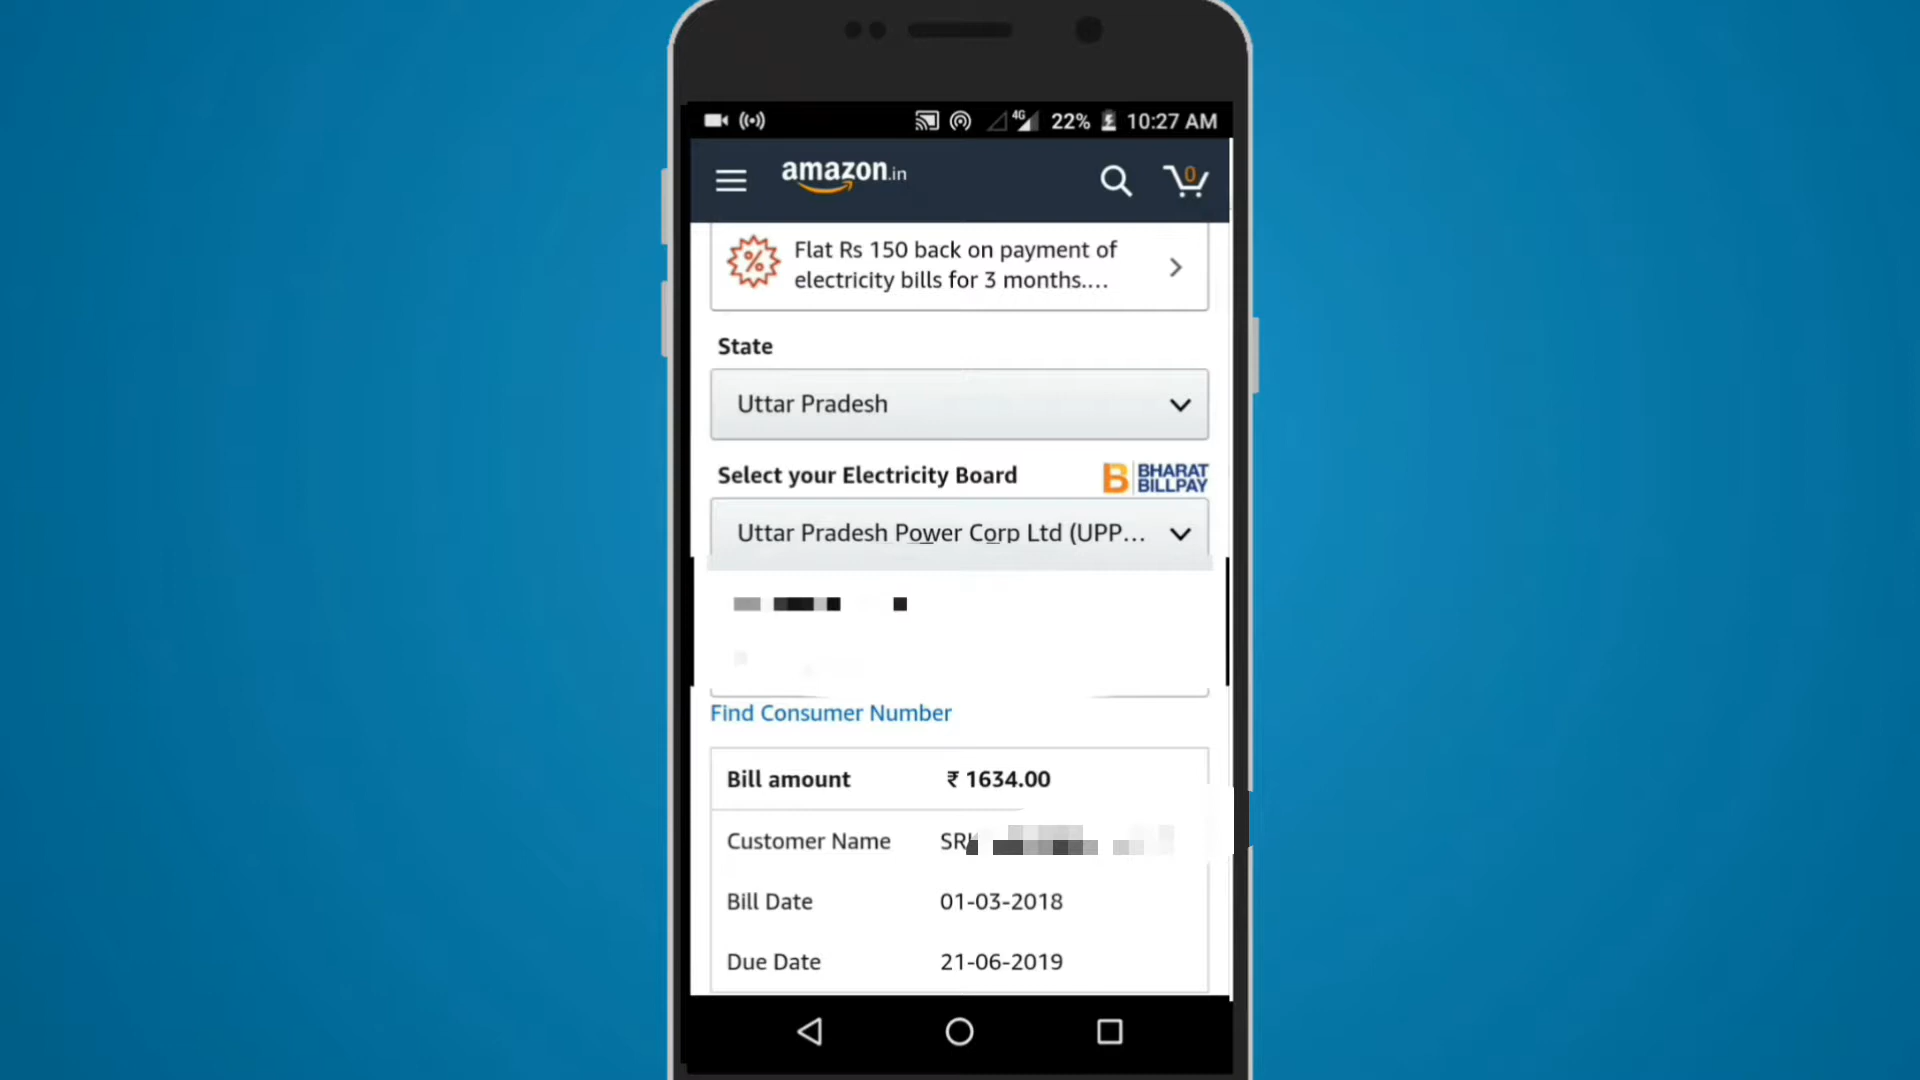 4G 22% 10:27 AM
amazon.in
0
Flat Rs 150 back on payment of
electricity bills for 3 months....
State
Uttar Pradesh
Select your Electricity Board
BHARAT
BILLPAY
Uttar Pradesh Power Corp Ltd (UPP...
Find Consumer Number
Bill amount ₹ 1634.00
Customer Name
Bill Date 01-03-2018
Due Date 21-06-2019